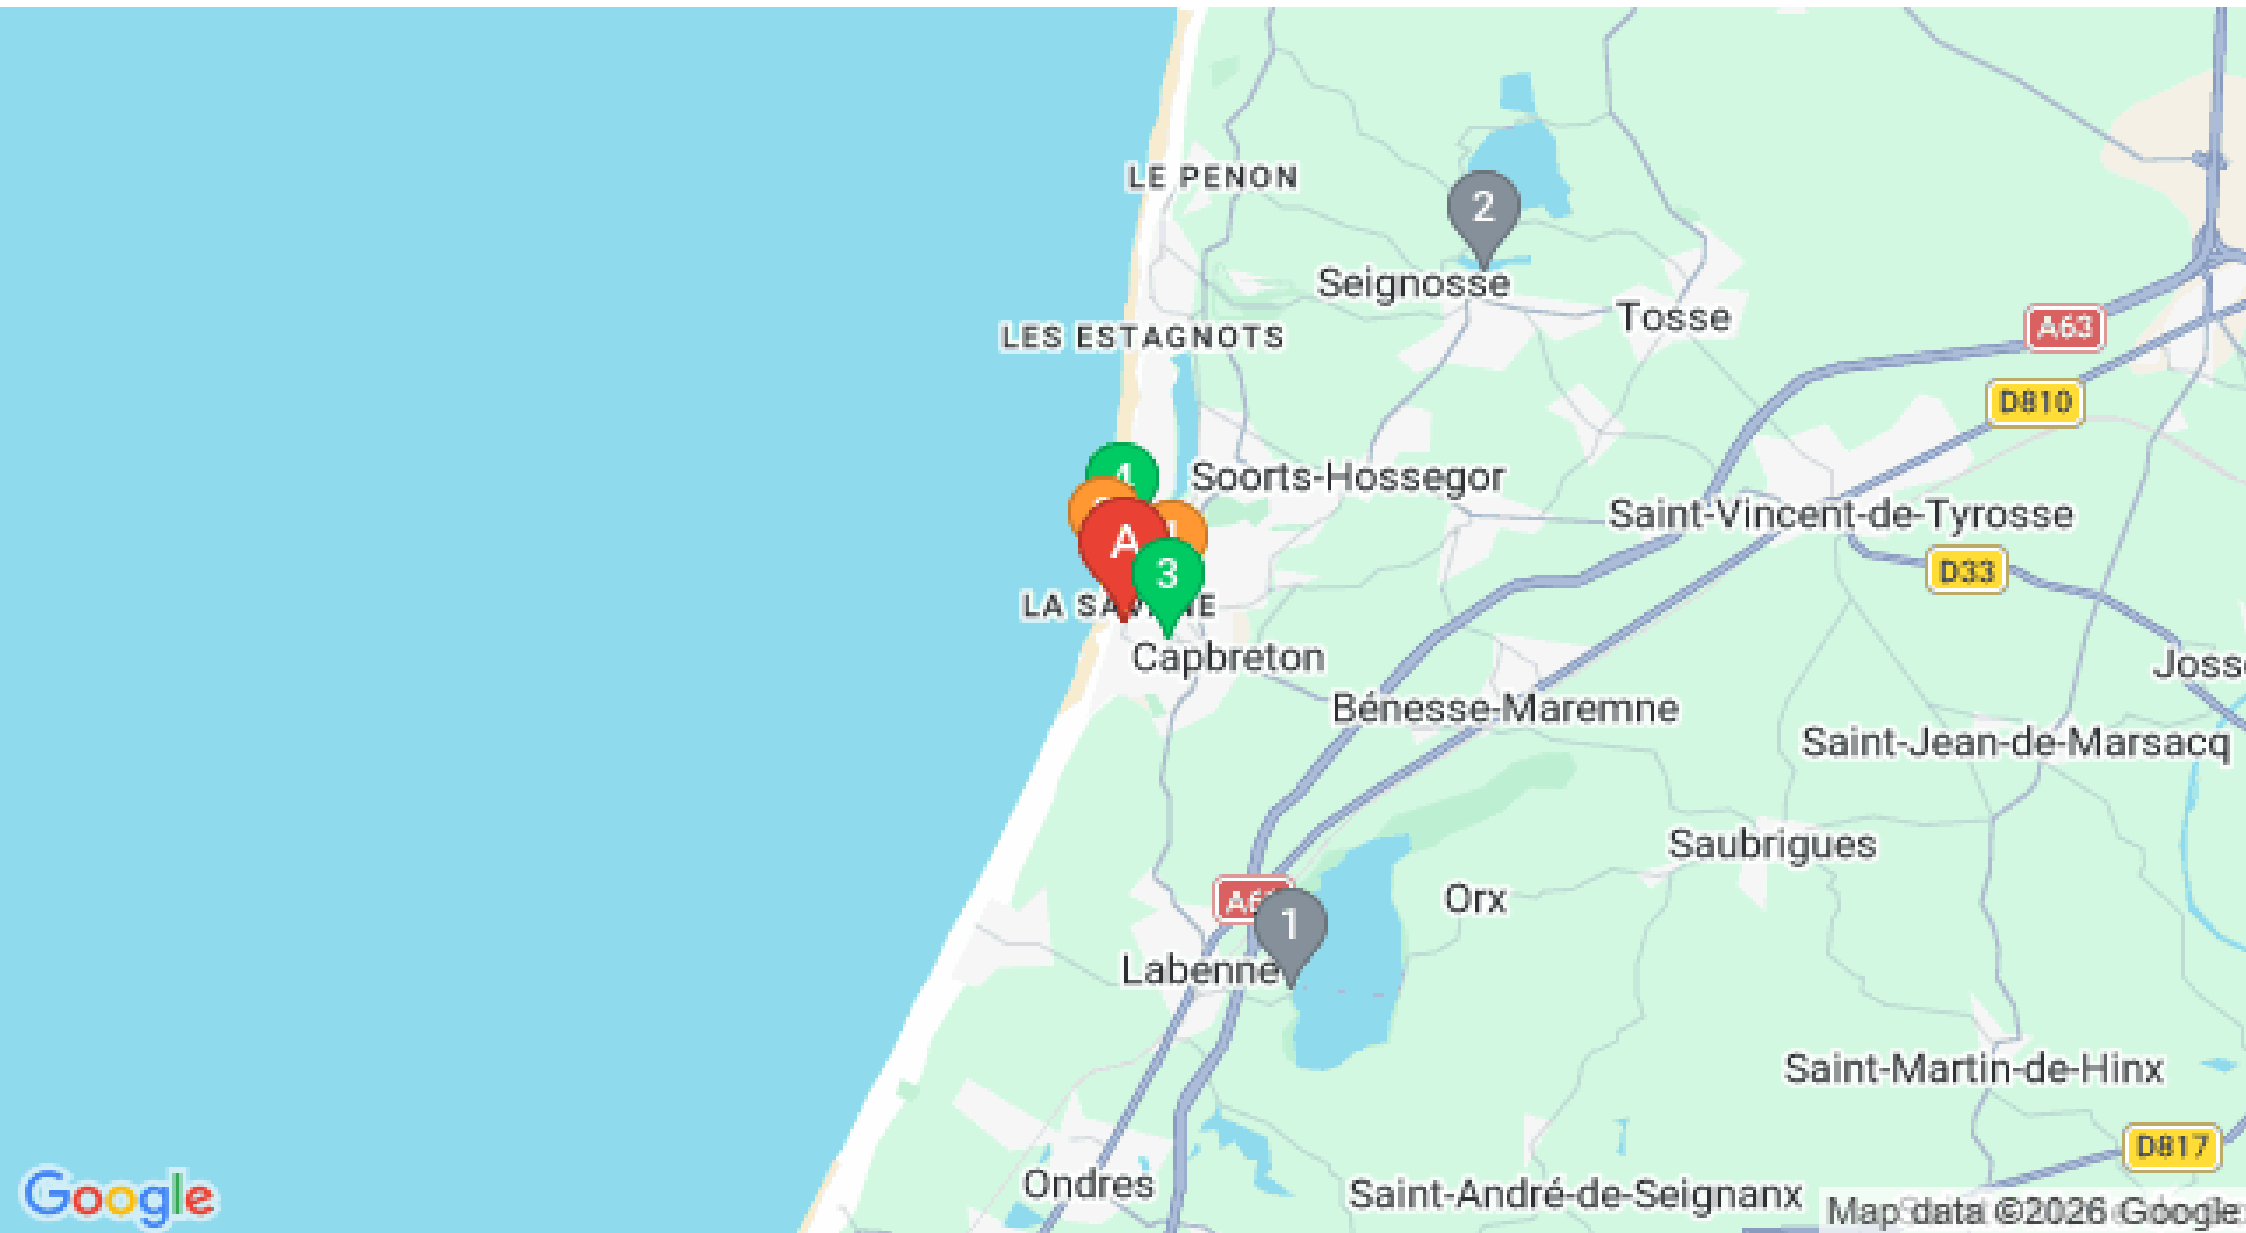 LE PENON
2
Seignosse
Tosse
LES ESTAGNOTS
A63
D810
Soorts-Hossegor
Saint-Vincent-de-Tyrosse
A
3
D33
Capbreton
Bénesse-Maremne
Saint-Jean-de-Marsacq
Saubrigues
Orx
1
Labenne
Saint-Martin-de-Hinx
D817
Ondres
Saint-André-de-Seignanx
Google
Map data ©2026 Google